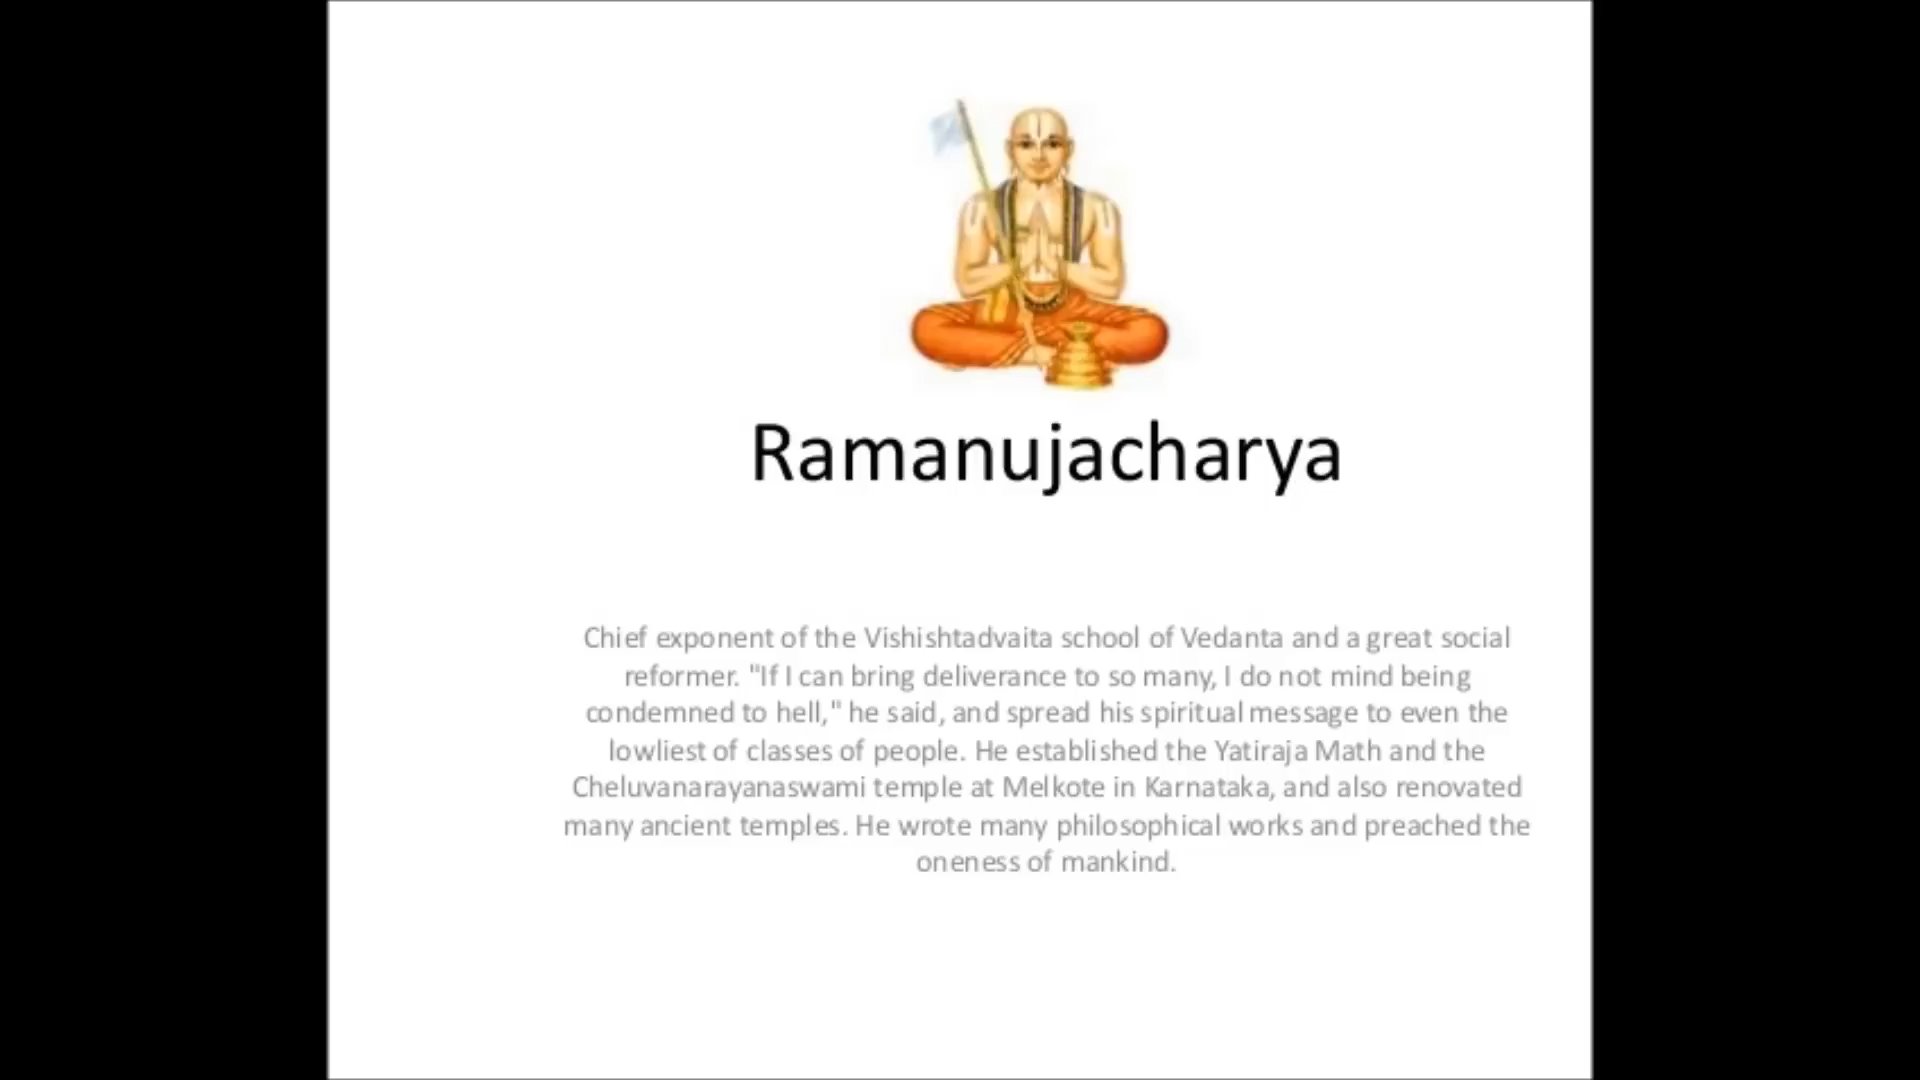 Ramanujacharya
Chief exponent of the Vishishtadvaita school of Vedanta and a great social
reformer. "If I can bring deliverance to so many, I do not mind being
condemned to hell," he said, and spread his spiritual message to even the
lowliest of classes of people. He established the Yatiraja Math and the
Cheluvanarayanaswami temple at Melkote in Karnataka, and also renovated
many ancient temples. He wrote many philosophical works and preached the
oneness of mankind.